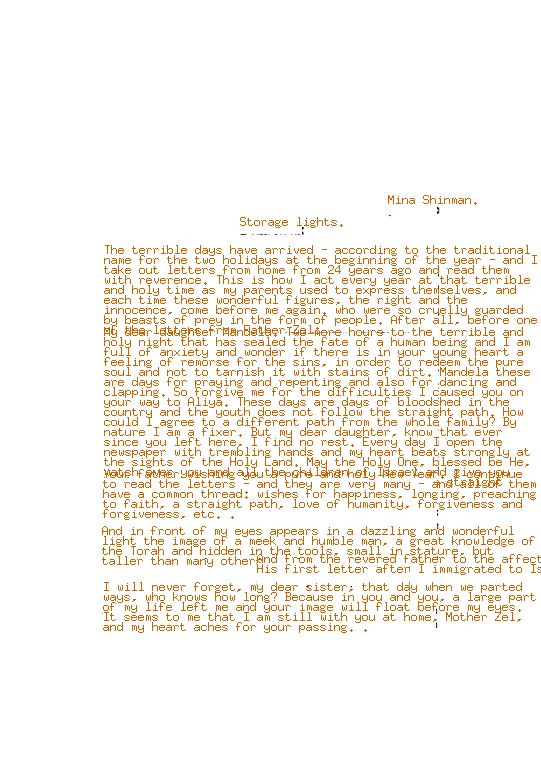 Mina Shinman.
Storage lights.
The terrible days have arrived - according to the traditional
name for the two holidays at the beginning of the year - and I
take out letters from home from 24 years ago and read them
with reverence. This is how I act every year at that terrible
and holy time as my parents used to express themselves, and
each time these wonderful figures, the right and the
innocence, come before me again, who were so cruelly guarded
by beasts of prey in the form of people. After all, before one
of the letters from Father Zel:
My dear daughter Mandela, Two more hours to the terrible and
holy night that has sealed the fate of a human being and I am
full of anxiety and wonder if there is in your young heart a
feeling of remorse for the sins, in order to redeem the pure
soul and not to tarnish it with stains of dirt. Mandela these
are days for praying and repenting and also for dancing and
clapping. So forgive me for the difficulties I caused you on
your way to Aliya. These days are days of bloodshed in the
country and the youth does not follow the straight path. How
could I agree to a different path from the whole family? By
nature I am a fixer. But my dear daughter, know that ever
since you left here, I find no rest. Every day I open the
newspaper with trembling hands and my heart beats strongly at
the sights of the Holy Land. May the Holy One, blessed be He,
watch over you and all the children of Israel and give you
straight
your father wishing you a pure and holy New Year. I continue
to read the letters - and they are very many - and all of them
have a common thread: wishes for happiness, longing, preaching
to faith, a straight path, love of humanity, forgiveness and
forgiveness, etc. .
And in front of my eyes appears in a dazzling and wonderful
light the image of a meek and humble man, a great knowledge of
the Torah and hidden in the tools, small in stature, but
taller than many others
And from the revered father to the affect
His first letter after I immigrated to Is
I will never forget, my dear sister; that day when we parted
ways, who knows how long? Because in you and you, a large part
of my life left me and your image will float before my eyes.
It seems to me that I am still with you at home, Mother Zel,
and my heart aches for your passing. .